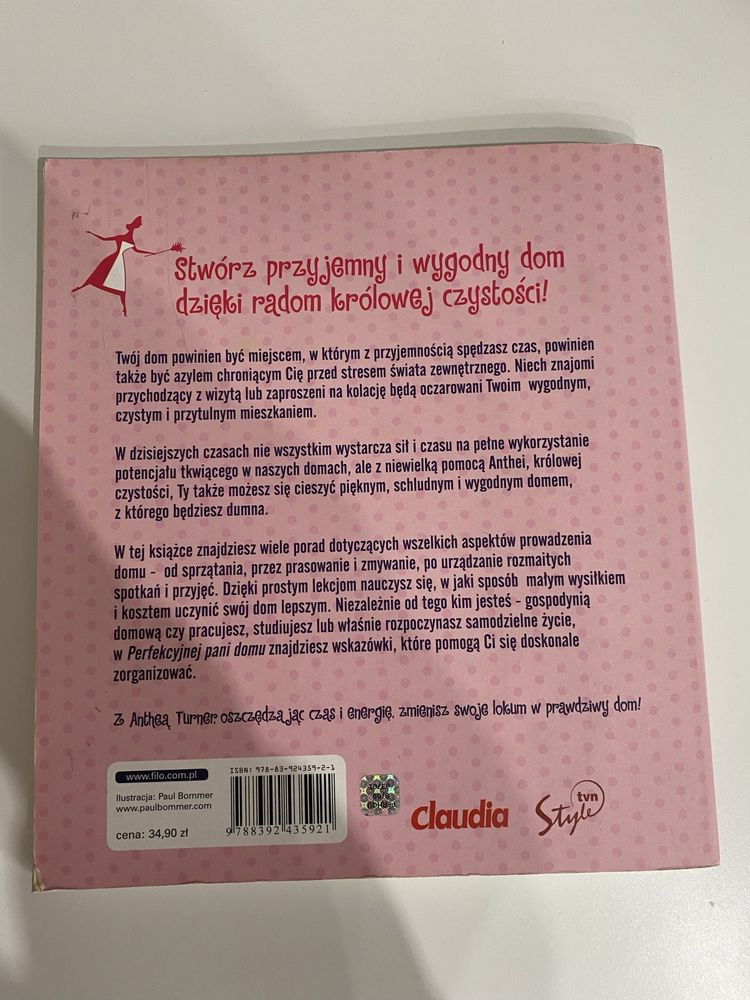 Stwórz przyjemny i wygodny dom
dzięki radom królowej czystości!
Twój dom powinien być miejscem, w którym z przyjemnością spędzasz czas, powinien
także być azylem chroniącym Cię przed stresem świata zewnętrznego. Niech znajomi
przychodzący z wizytą lub zaproszeni na kolację będą oczarowani Twoim wygodnym,
czystym i przytulnym mieszkaniem.
W dzisiejszych czasach nie wszystkim wystarcza sił i czasu na pełne wykorzystanie
potencjału tkwiącego w naszych domach, ale z niewielką pomocą Anthei, królowej
czystości, Ty także możesz się cieszyć pięknym, schludnym i wygodnym domem,
z którego będziesz dumna.
W tej książce znajdziesz wiele porad dotyczących wszelkich aspektów prowadzenia
domu - od sprzątania, przez prasowanie i zmywanie, po urządzanie rozmaitych
spotkań i przyjęć. Dzięki prostym lekcjom nauczysz się, w jaki sposób małym wysiłkiem
i kosztem uczynić swój dom lepszym. Niezależnie od tego kim jesteś - gospodynią
domową czy pracujesz, studiujesz lub właśnie rozpoczynasz samodzielne życie,
w Perfekcyjnej pani domu znajdziesz wskazówki, które pomogą Ci się doskonale
zorganizować.
Z Antheą Turner oszczędzając czas i energię, zmienisz swoje lokum w prawdziwy dom!
www.filo.com.pl
Ilustracja: Paul Bommer
www.paulbommer.com
cena: 34,90 zł
ISBN: 978-83-924359-2-1
9 788392 435921
Claudia
tvn
Style